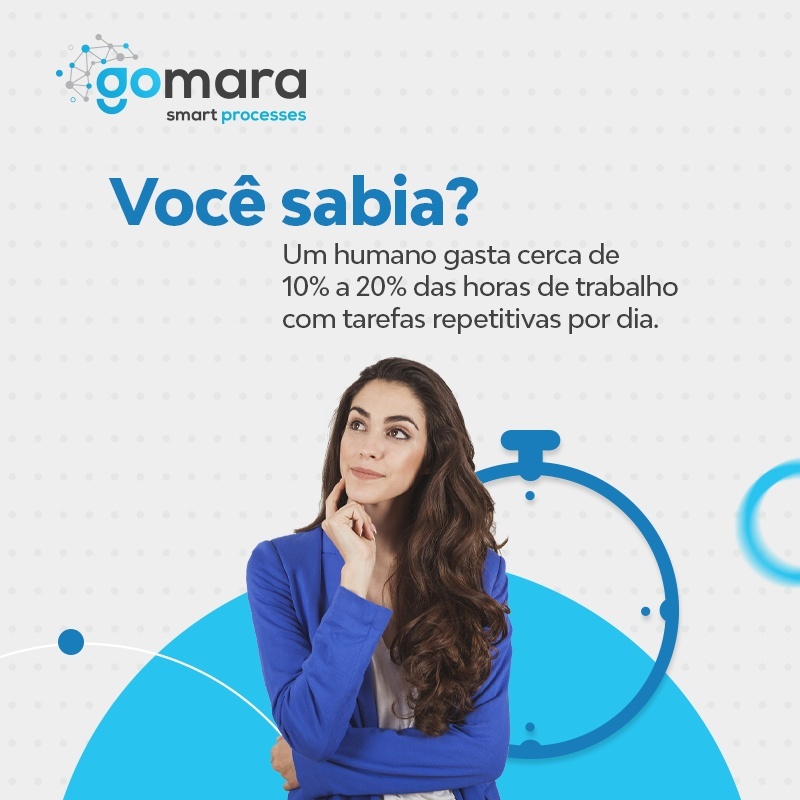 gomara
smart processes
Você sabia?
Um humano gasta cerca de
10% a 20% das horas de trabalho
com tarefas repetitivas por dia.